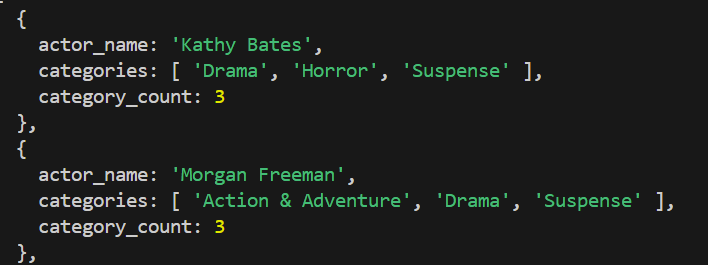 {
  actor_name: 'Kathy Bates',
  categories: [ 'Drama', 'Horror', 'Suspense' ],
  category_count: 3
},
{
  actor_name: 'Morgan Freeman',
  categories: [ 'Action & Adventure', 'Drama', 'Suspense' ],
  category_count: 3
},